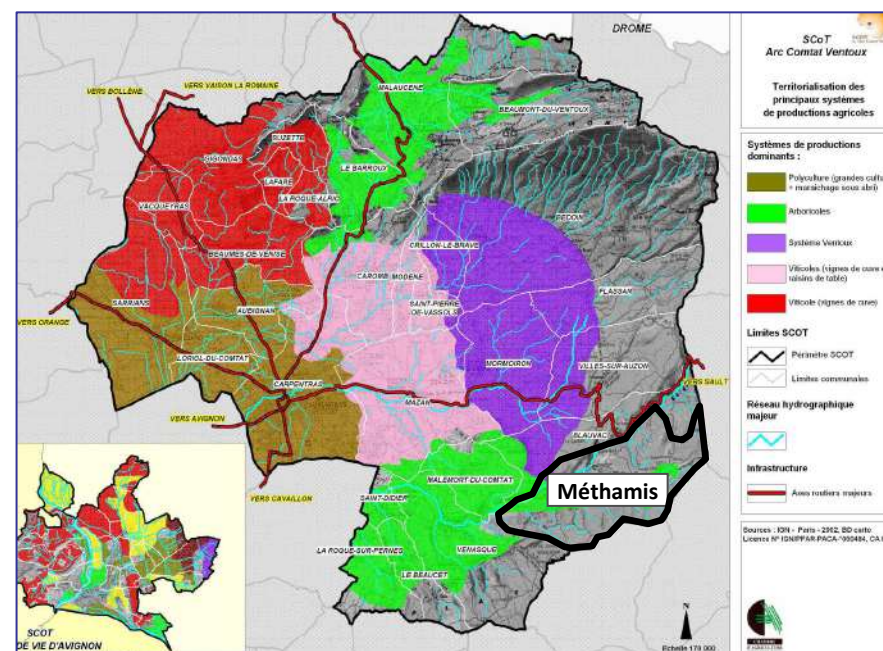 DROME
VERS BOLLÈNE
VERS VAISON LA ROMAINE
MALAUCENE
BEAUMONT-DU-VENTOUX
SUZETTE
GIGONDAS
LE BARROUX
LAFARE
LA ROQUE-ALRIC
VACQUEYRAS
BEDOIN
CRILLON-LE-BRAVE
BEAUMES-DE-VENISE
CAROMB
MODENE
FLASSAN
SARRIANS
AUBIGNAN
SAINT-PIERRE
-DE-VASSOLS
VERS ORANGE
LORIOL-DU-COMTAT
MORMOIRON
VILLES-SUR-AUZON
VERS SAULT
CARPENTRAS
MAZAN
VERS AVIGNON
BLAUVAC
MALEMORT-DU-COMTAT
Méthamis
VERS CAVAILLON
SAINT-DIDIER
LA ROQUE-SUR-PERNES
VENASQUE
LE BEAUCET
SCOT
DE VIE D'AVIGNON
N
Echelle 170 000
SCoT
Arc Comtat Ventoux
Territorialisation des
principaux systèmes
de productions agricoles
Systèmes de productions
dominants :
Polyculture (grandes cultu
+ maraichage sous abri)
Arboricoles
Système Ventoux
Viticoles (vignes de cuve e
raisins de table)
Viticole (vignes de cuve)
Limites SCOT
Périmètre SCOT
Limites communales
Réseau hydrographique
majeur
Infrastructure
Axes routiers majeurs
Sources : IGN - Paris - 2002, BD carto
CHAMBRE
D'AGRICULTURE